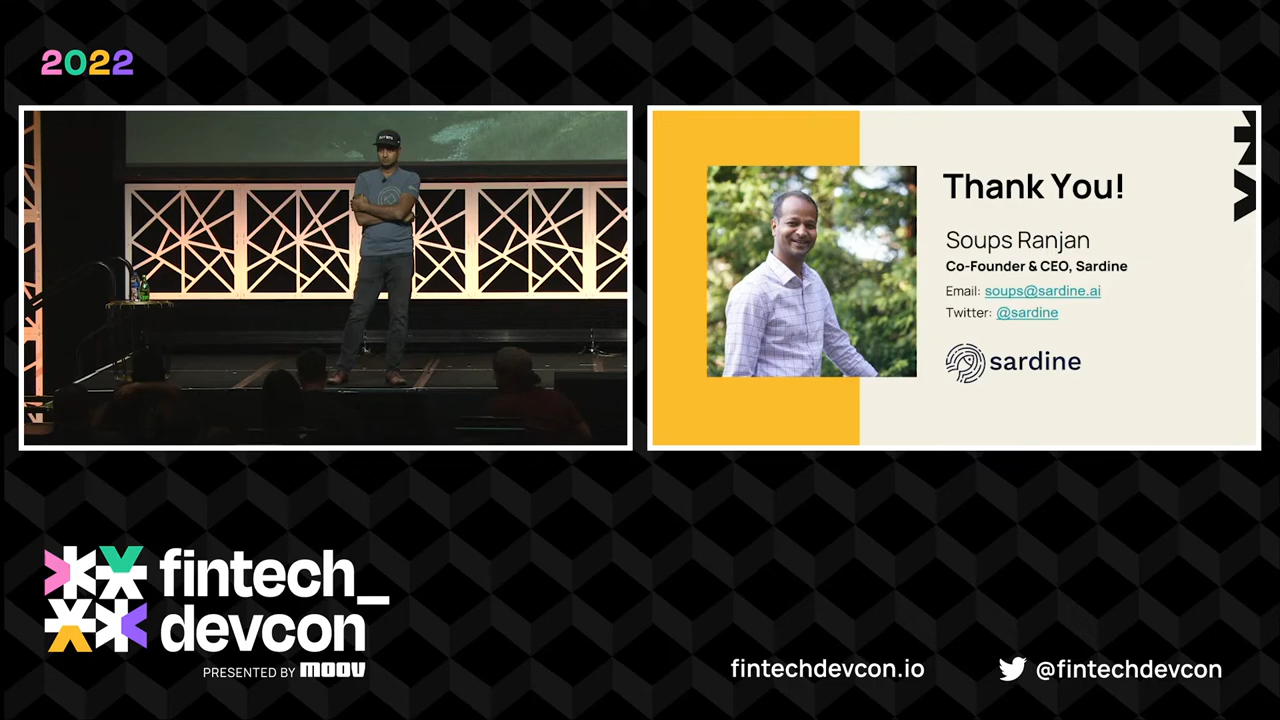 2022
Thank You!
Soups Ranjan
Co-Founder & CEO, Sardine
Email: soups@sardine.ai
Twitter: @sardine
sardine
fintech_
devcon
PRESENTED BY moov
fintechdevcon.io
@fintechdevcon